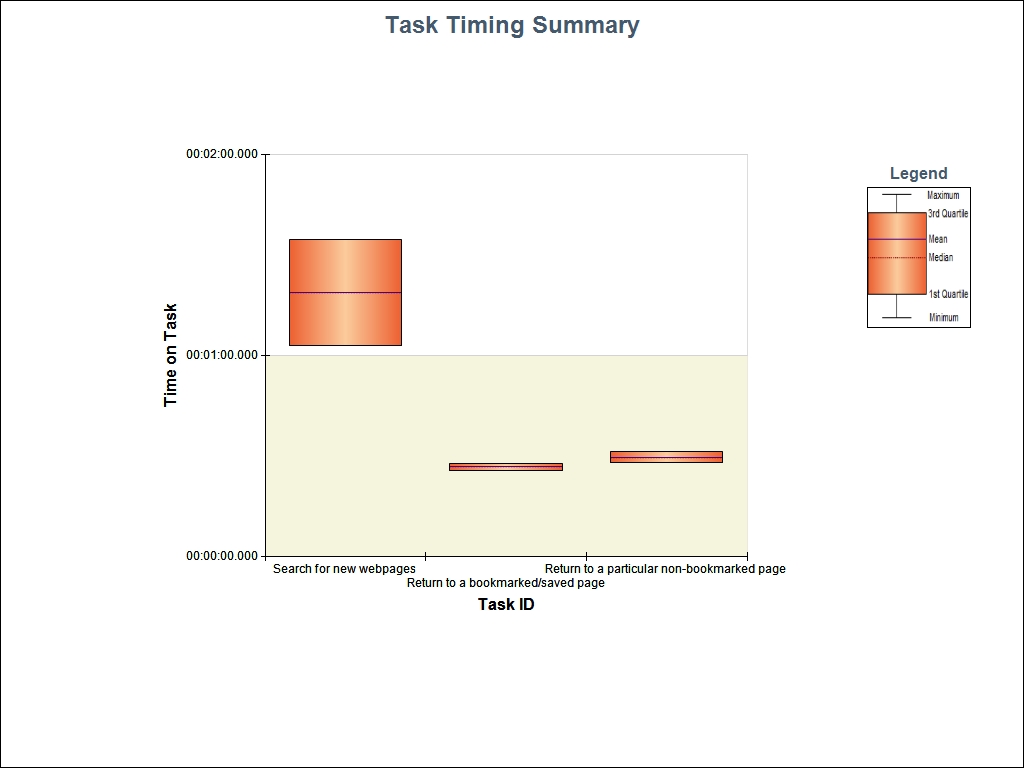 Task Timing Summary
00:02:00.000
00:01:00.000
00:00:00.000
Time on Task
Search for new webpages
Return to a bookmarked/saved page
Return to a particular non-bookmarked page
Task ID
Legend
Maximum
3rd Quartile
Mean
Median
1st Quartile
Minimum